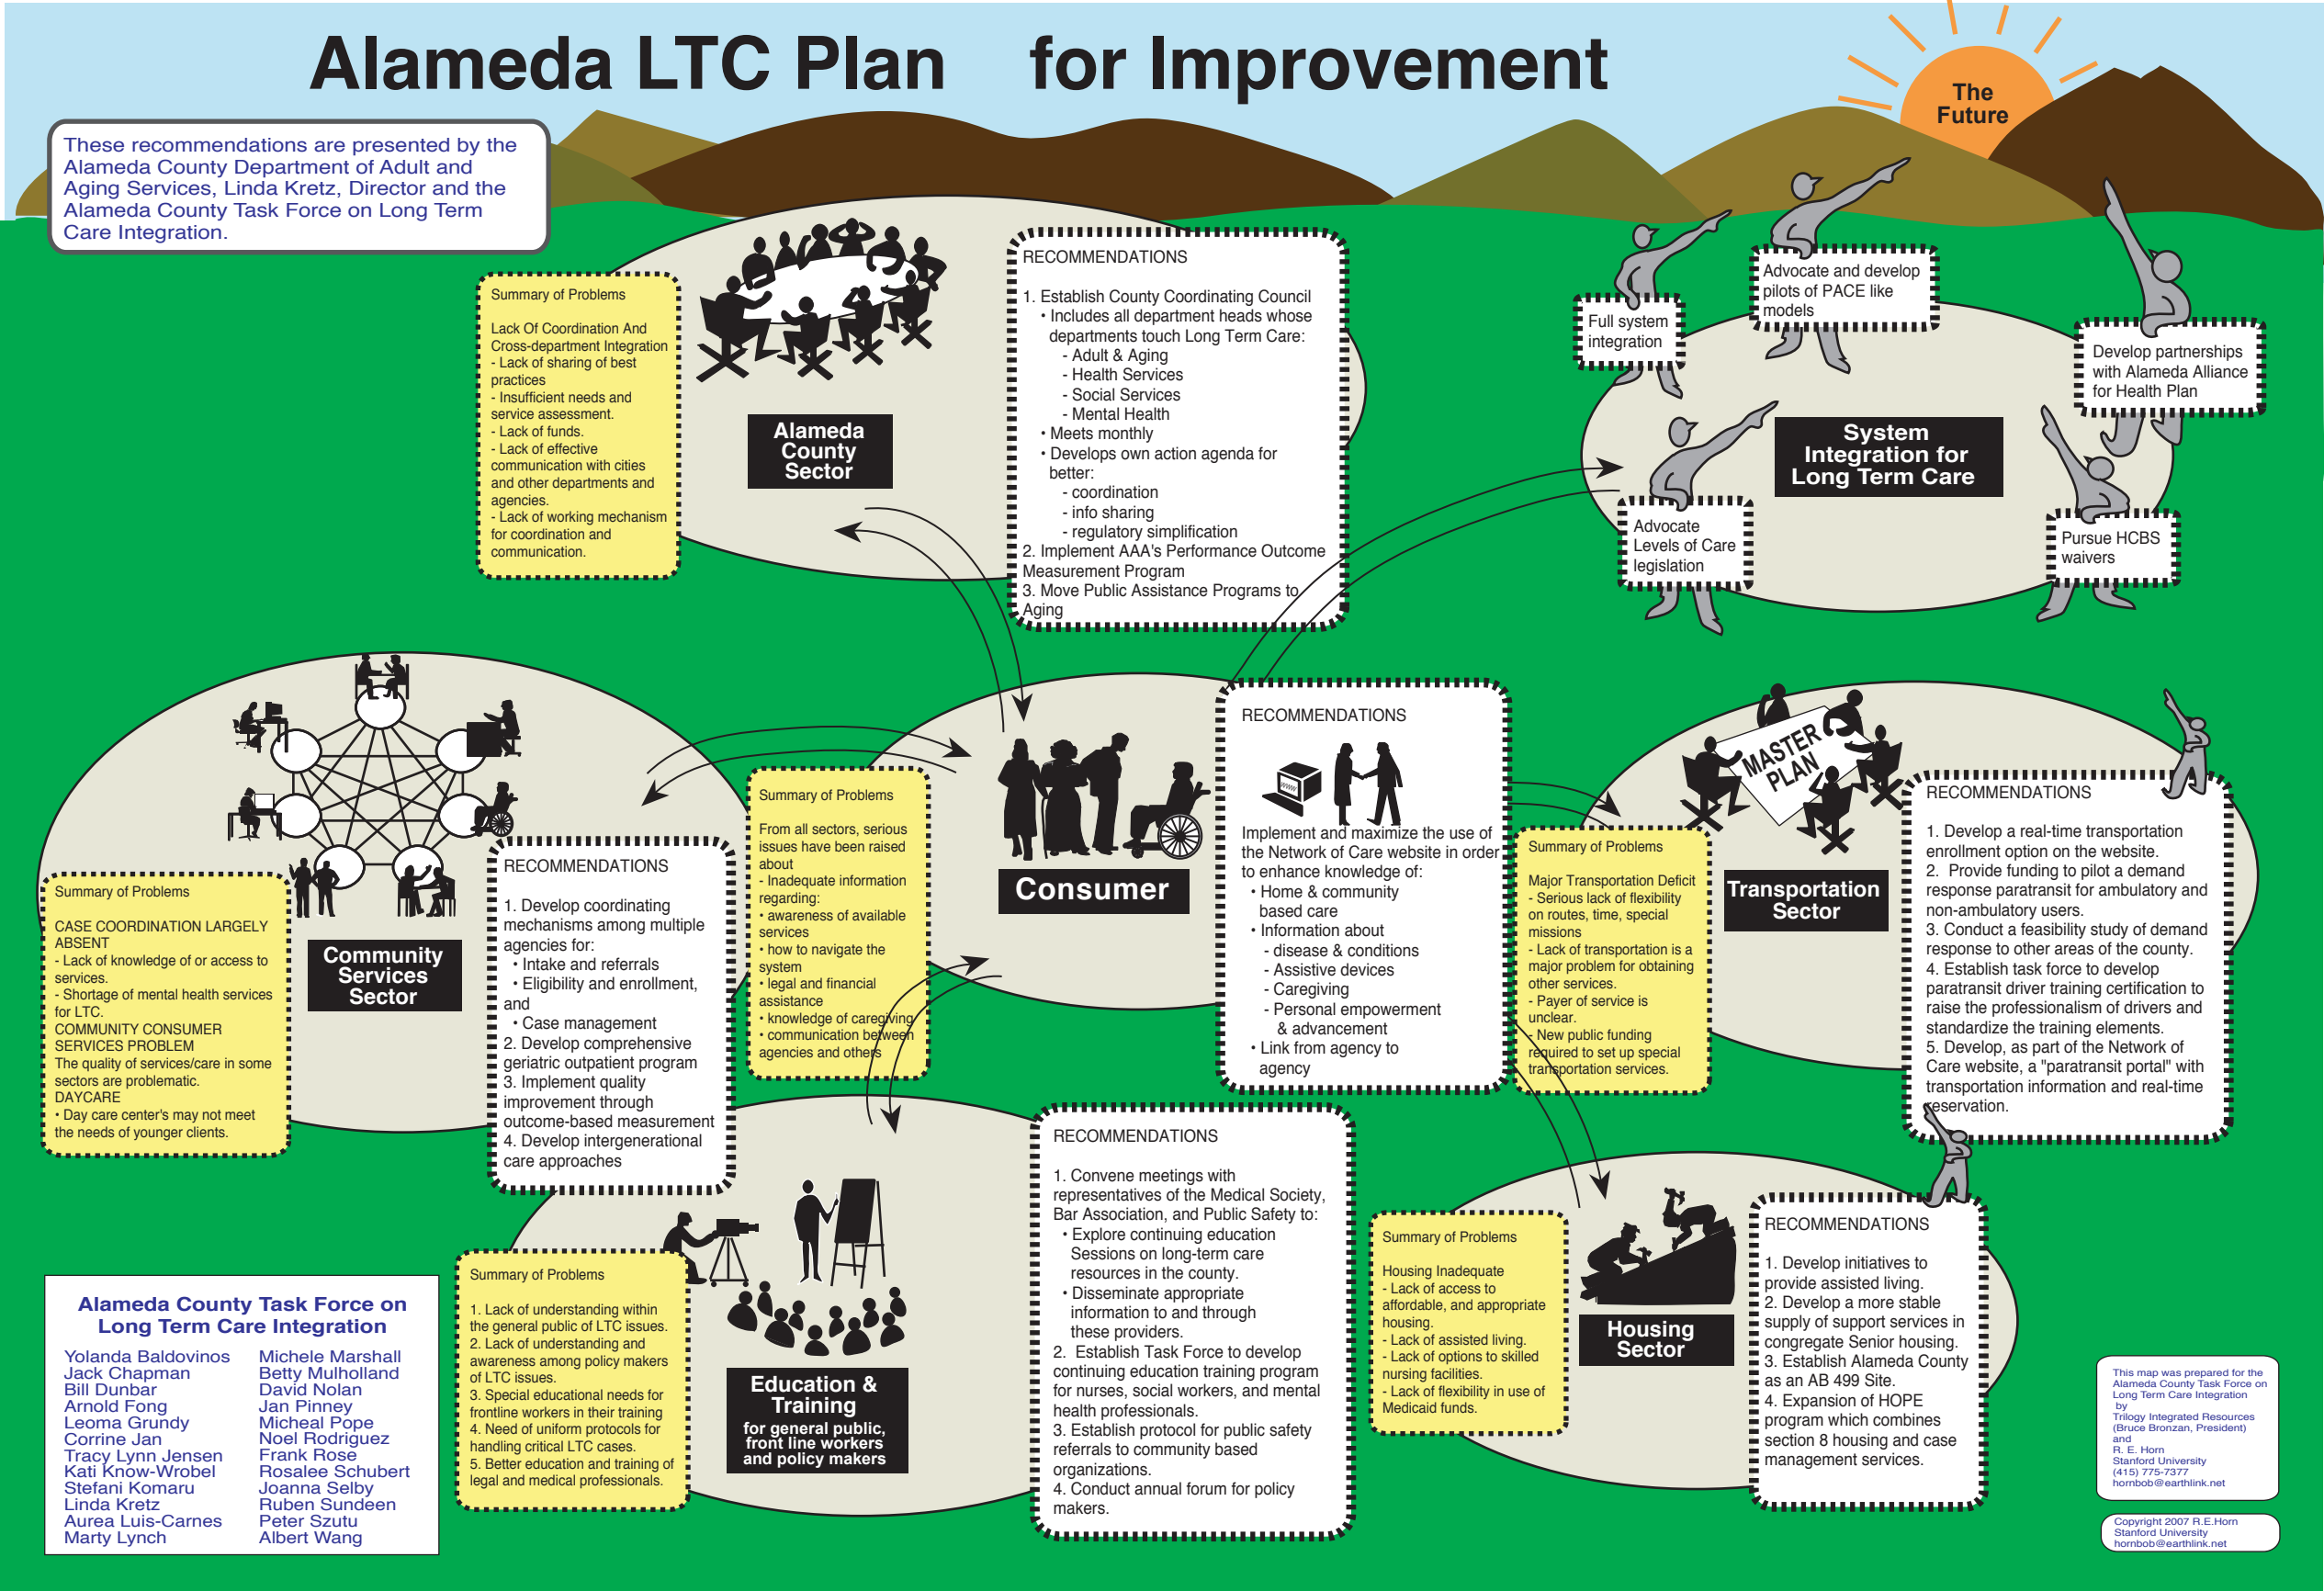 Alameda LTC Plan for Improvement
The
Future
These recommendations are presented by the
Alameda County Department of Adult and
Aging Services, Linda Kretz, Director and the
Alameda County Task Force on Long Term
Care Integration.
Summary of Problems
Lack Of Coordination And
Cross-department Integration
- Lack of sharing of best
practices
- Insufficient needs and
service assessment.
- Lack of funds.
- Lack of effective
communication with cities
and other departments and
agencies.
- Lack of working mechanism
for coordination and
communication.
Alameda
County
Sector
RECOMMENDATIONS
1. Establish County Coordinating Council
• Includes all department heads whose
departments touch Long Term Care:
- Adult & Aging
- Health Services
- Social Services
- Mental Health
• Meets monthly
• Develops own action agenda for
better:
- coordination
- info sharing
- regulatory simplification
2. Implement AAA's Performance Outcome
Measurement Program
3. Move Public Assistance Programs to
Aging
Full system
integration
Advocate and develop
pilots of PACE like
models
Develop partnerships
with Alameda Alliance
for Health Plan
System
Integration for
Long Term Care
Advocate
Levels of Care
legislation
Pursue HCBS
waivers
Summary of Problems
CASE COORDINATION LARGELY
ABSENT
- Lack of knowledge of or access to
services.
- Shortage of mental health services
for LTC.
COMMUNITY CONSUMER
SERVICES PROBLEM
The quality of services/care in some
sectors are problematic.
DAYCARE
• Day care center's may not meet
the needs of younger clients.
Community
Services
Sector
RECOMMENDATIONS
1. Develop coordinating
mechanisms among multiple
agencies for:
• Intake and referrals
• Eligibility and enrollment,
and
• Case management
2. Develop comprehensive
geriatric outpatient program
3. Implement quality
improvement through
outcome-based measurement
4. Develop intergenerational
care approaches
Summary of Problems
From all sectors, serious
issues have been raised
about
- Inadequate information
regarding:
• awareness of available
services
• how to navigate the
system
• legal and financial
assistance
• knowledge of caregiving
• communication between
agencies and others
Consumer
RECOMMENDATIONS
www
Implement and maximize the use of
the Network of Care website in order
to enhance knowledge of:
• Home & community
based care
• Information about
- disease & conditions
- Assistive devices
- Caregiving
- Personal empowerment
& advancement
• Link from agency to
agency
Summary of Problems
Major Transportation Deficit
- Serious lack of flexibility
on routes, time, special
missions
- Lack of transportation is a
major problem for obtaining
other services.
- Payer of service is
unclear.
- New public funding
required to set up special
transportation services.
MASTER
PLAN
Transportation
Sector
RECOMMENDATIONS
1. Develop a real-time transportation
enrollment option on the website.
2. Provide funding to pilot a demand
response paratransit for ambulatory and
non-ambulatory users.
3. Conduct a feasibility study of demand
response to other areas of the county.
4. Establish task force to develop
paratransit driver training certification to
raise the professionalism of drivers and
standardize the training elements.
5. Develop, as part of the Network of
Care website, a "paratransit portal" with
transportation information and real-time
reservation.
Summary of Problems
1. Lack of understanding within
the general public of LTC issues.
2. Lack of understanding and
awareness among policy makers
of LTC issues.
3. Special educational needs for
frontline workers in their training
4. Need of uniform protocols for
handling critical LTC cases.
5. Better education and training of
legal and medical professionals.
Education &
Training
for general public,
front line workers
and policy makers
RECOMMENDATIONS
1. Convene meetings with
representatives of the Medical Society,
Bar Association, and Public Safety to:
• Explore continuing education
Sessions on long-term care
resources in the county.
• Disseminate appropriate
information to and through
these providers.
2. Establish Task Force to develop
continuing education training program
for nurses, social workers, and mental
health professionals.
3. Establish protocol for public safety
referrals to community based
organizations.
4. Conduct annual forum for policy
makers.
Summary of Problems
Housing Inadequate
- Lack of access to
affordable, and appropriate
housing.
- Lack of assisted living.
- Lack of options to skilled
nursing facilities.
- Lack of flexibility in use of
Medicaid funds.
Housing
Sector
RECOMMENDATIONS
1. Develop initiatives to
provide assisted living.
2. Develop a more stable
supply of support services in
congregate Senior housing.
3. Establish Alameda County
as an AB 499 Site.
4. Expansion of HOPE
program which combines
section 8 housing and case
management services.
Alameda County Task Force on
Long Term Care Integration
Yolanda Baldovinos
Jack Chapman
Bill Dunbar
Arnold Fong
Leoma Grundy
Corrine Jan
Tracy Lynn Jensen
Kati Know-Wrobel
Stefani Komaru
Linda Kretz
Aurea Luis-Carnes
Marty Lynch
Michele Marshall
Betty Mulholland
David Nolan
Jan Pinney
Micheal Pope
Noel Rodriguez
Frank Rose
Rosalee Schubert
Joanna Selby
Ruben Sundeen
Peter Szutu
Albert Wang
This map was prepared for the
Alameda County Task Force on
Long Term Care Integration
by
Trilogy Integrated Resources
(Bruce Bronzan, President)
and
R. E. Horn
Stanford University
(415) 775-7377
hornbob@earthlink.net
Copyright 2007 R.E.Horn
Stanford University
hornbob@earthlink.net